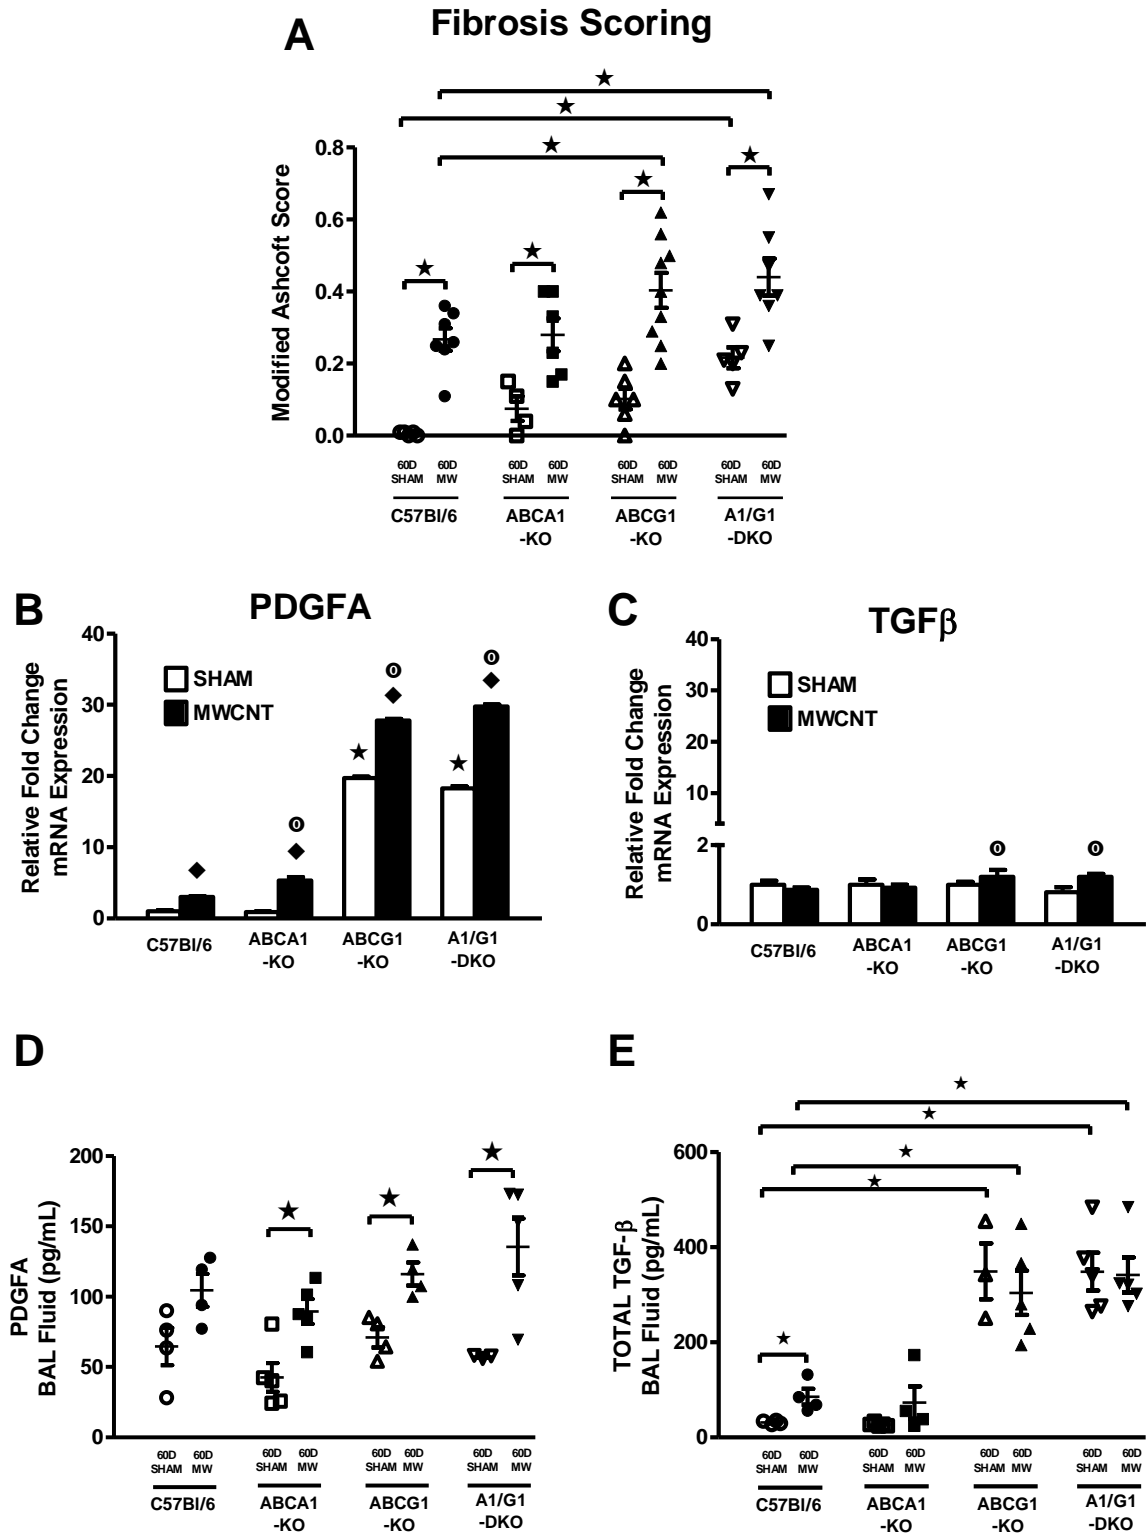 A
Fibrosis Scoring
Modified Ashcoft Score
0.8
0.6
0.4
0.2
0.0
60D SHAM 60D MW 60D SHAM 60D MW 60D SHAM 60D MW 60D SHAM 60D MW
C57Bl/6 ABCA1 -KO ABCG1 -KO A1/G1 -DKO
B
PDGFA
Relative Fold Change
mRNA Expression
40
30
20
10
0
SHAM
MWCNT
C57Bl/6 ABCA1 -KO ABCG1 -KO A1/G1 -DKO
C
TGFβ
Relative Fold Change
mRNA Expression
40
30
20
10
2
0
SHAM
MWCNT
C57Bl/6 ABCA1 -KO ABCG1 -KO A1/G1 -DKO
D
PDGFA
BAL Fluid (pg/mL)
200
150
100
50
0
60D SHAM 60D MW 60D SHAM 60D MW 60D SHAM 60D MW 60D SHAM 60D MW
C57Bl/6 ABCA1 -KO ABCG1 -KO A1/G1 -DKO
E
TOTAL TGF-β
BAL Fluid (pg/mL)
600
400
200
0
60D SHAM 60D MW 60D SHAM 60D MW 60D SHAM 60D MW 60D SHAM 60D MW
C57Bl/6 ABCA1 -KO ABCG1 -KO A1/G1 -DKO